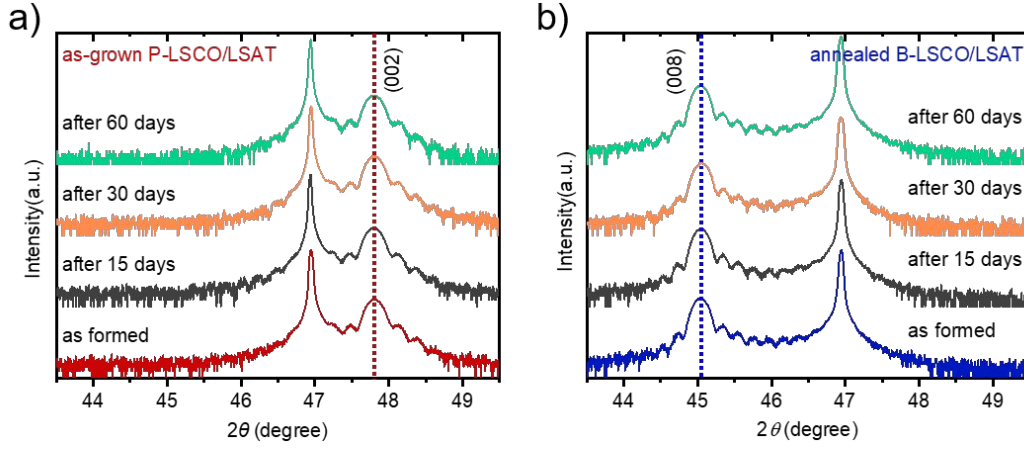 a)
as-grown P-LSCO/LSAT
(002)
after 60 days
after 30 days
after 15 days
as formed
Intensity(a.u.)
44 45 46 47 48 49
2θ (degree)
b)
annealed B-LSCO/LSAT
(008)
after 60 days
after 30 days
after 15 days
as formed
Intensity(a.u.)
44 45 46 47 48 49
2θ (degree)